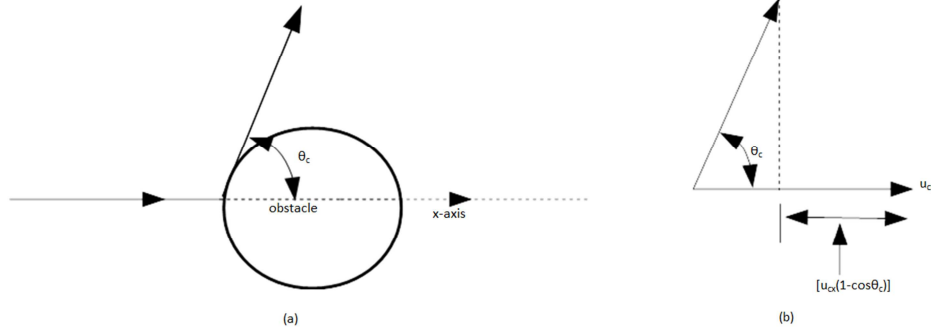 θc
obstacle
x-axis
(a)
θc
uc
[ucx(1-cosθc)]
(b)